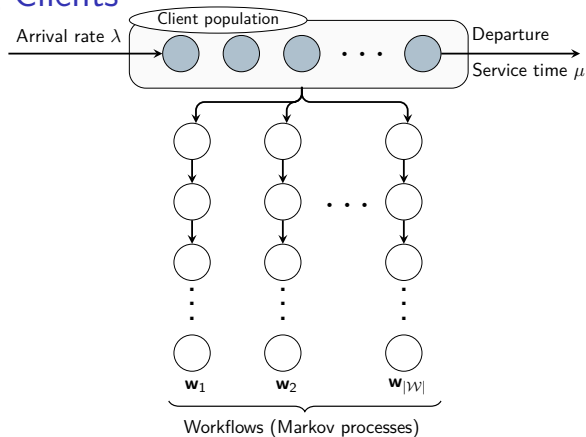 Clients
Client population
Arrival rate λ
Departure
Service time μ
w₁ w₂ w|𝒲|
Workflows (Markov processes)